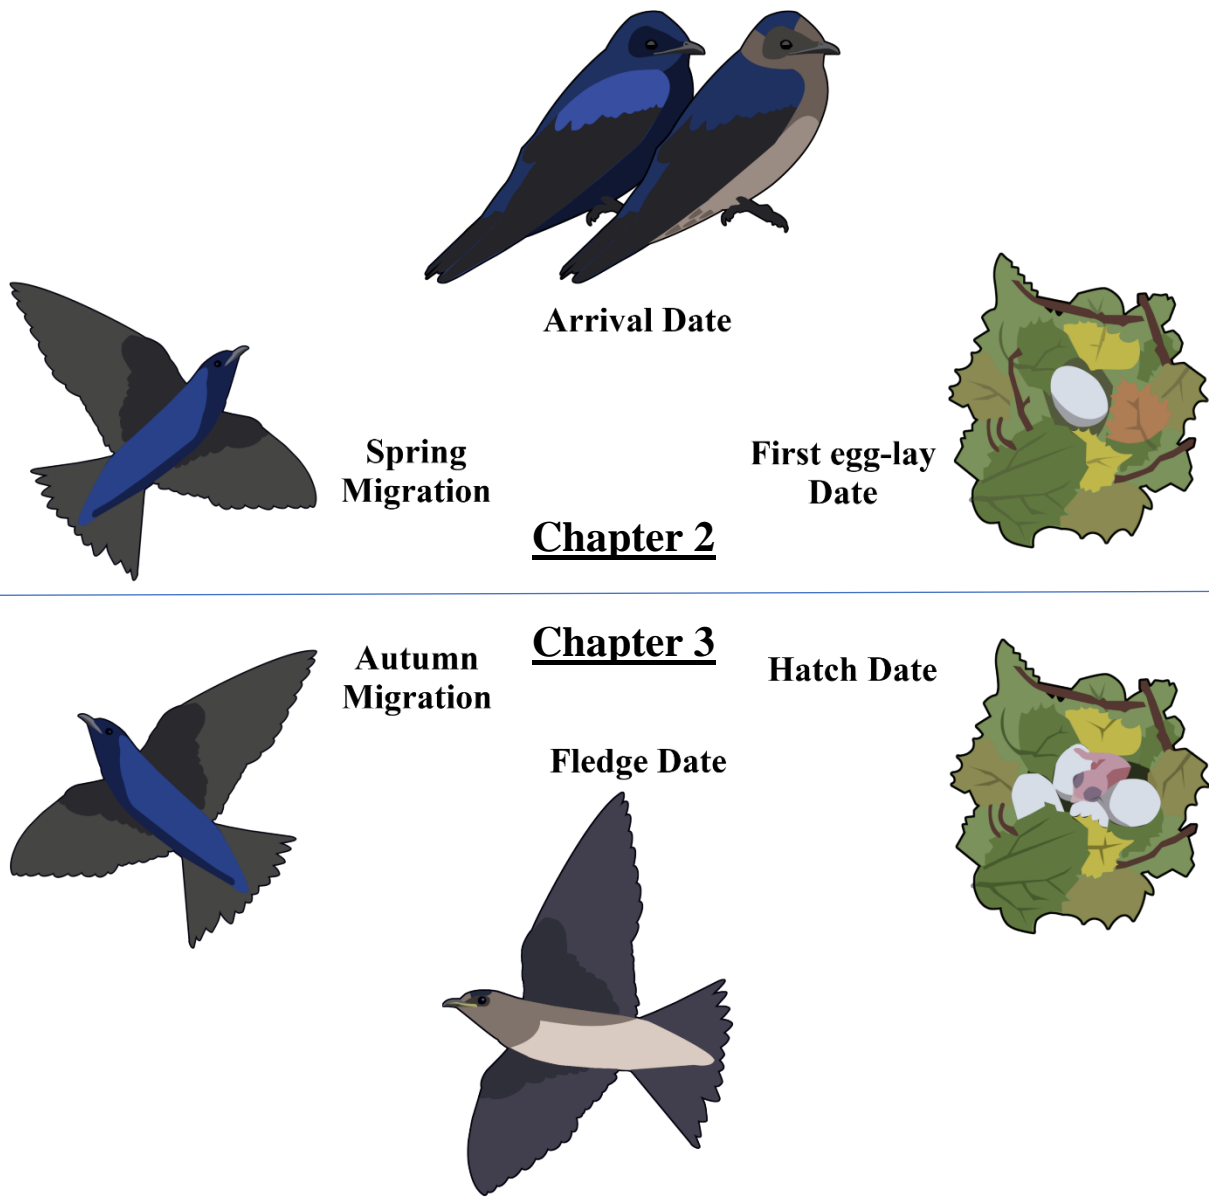 Arrival Date
Spring
Migration
First egg-lay
Date
Chapter 2
Chapter 3
Autumn
Migration
Hatch Date
Fledge Date